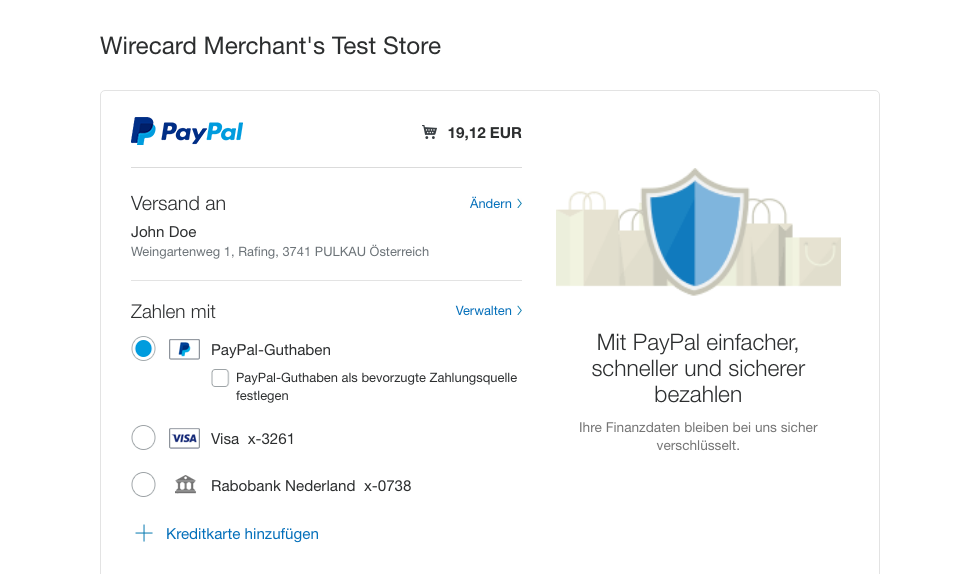 Wirecard Merchant's Test Store
PayPal
19,12 EUR
Versand an
Ändern
John Doe
Weingartenweg 1, Rafing, 3741 PULKAU Österreich
Zahlen mit
Verwalten
PayPal-Guthaben
PayPal-Guthaben als bevorzugte Zahlungsquelle
festlegen
VISA
Visa x-3261
Rabobank Nederland x-0738
Kreditkarte hinzufügen
Mit PayPal einfacher,
schneller und sicherer
bezahlen
Ihre Finanzdaten bleiben bei uns sicher
verschlüsselt.